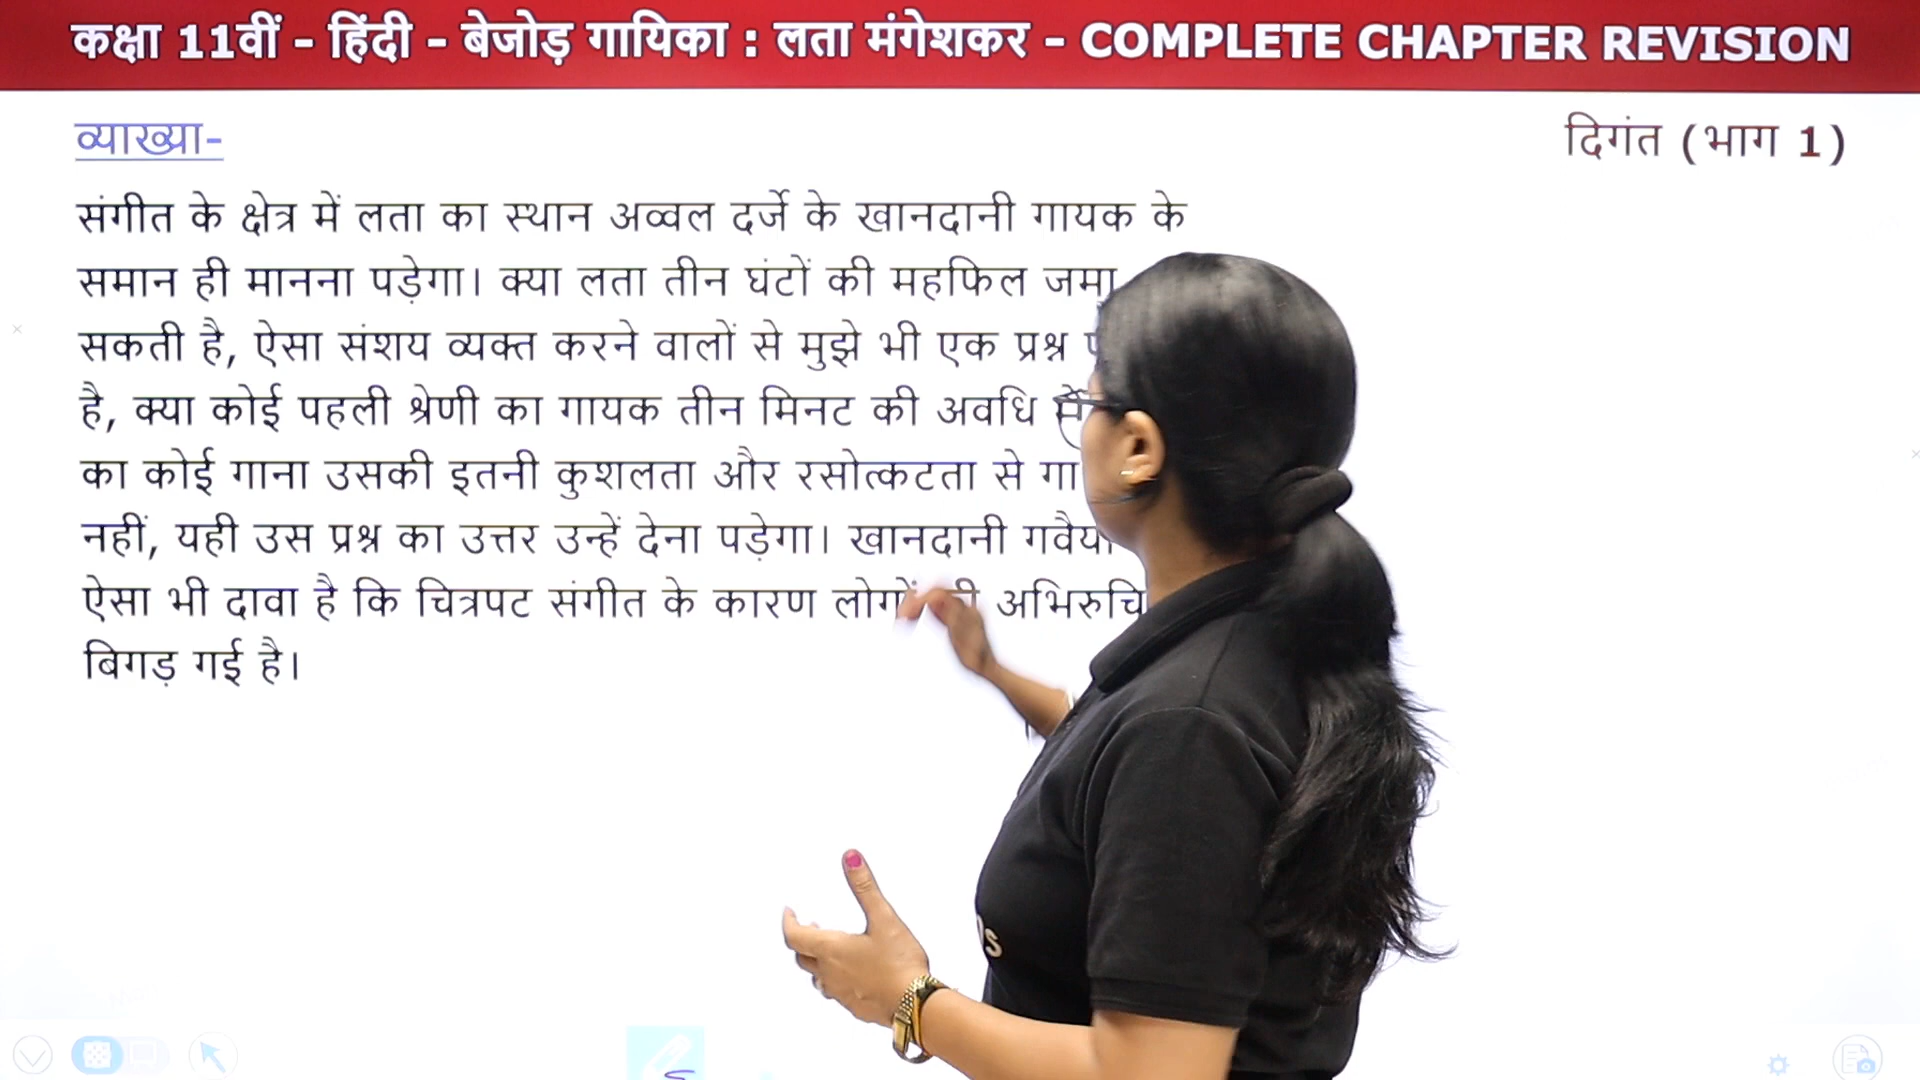 कक्षा 11वीं - हिंदी - बेजोड़ गायिका : लता मंगेशकर - COMPLETE CHAPTER REVISION
व्याख्या-
दिगंत (भाग 1)
संगीत के क्षेत्र में लता का स्थान अव्वल दर्जे के खानदानी गायक के
समान ही मानना पड़ेगा। क्या लता तीन घंटों की महफिल जमा
सकती है, ऐसा संशय व्यक्त करने वालों से मुझे भी एक प्रश्न
है, क्या कोई पहली श्रेणी का गायक तीन मिनट की अवधि में
का कोई गाना उसकी इतनी कुशलता और रसोत्कटता से गा
नहीं, यही उस प्रश्न का उत्तर उन्हें देना पड़ेगा। खानदानी
ऐसा भी दावा है कि चित्रपट संगीत के कारण अभिरुचि
बिगड़ गई है।